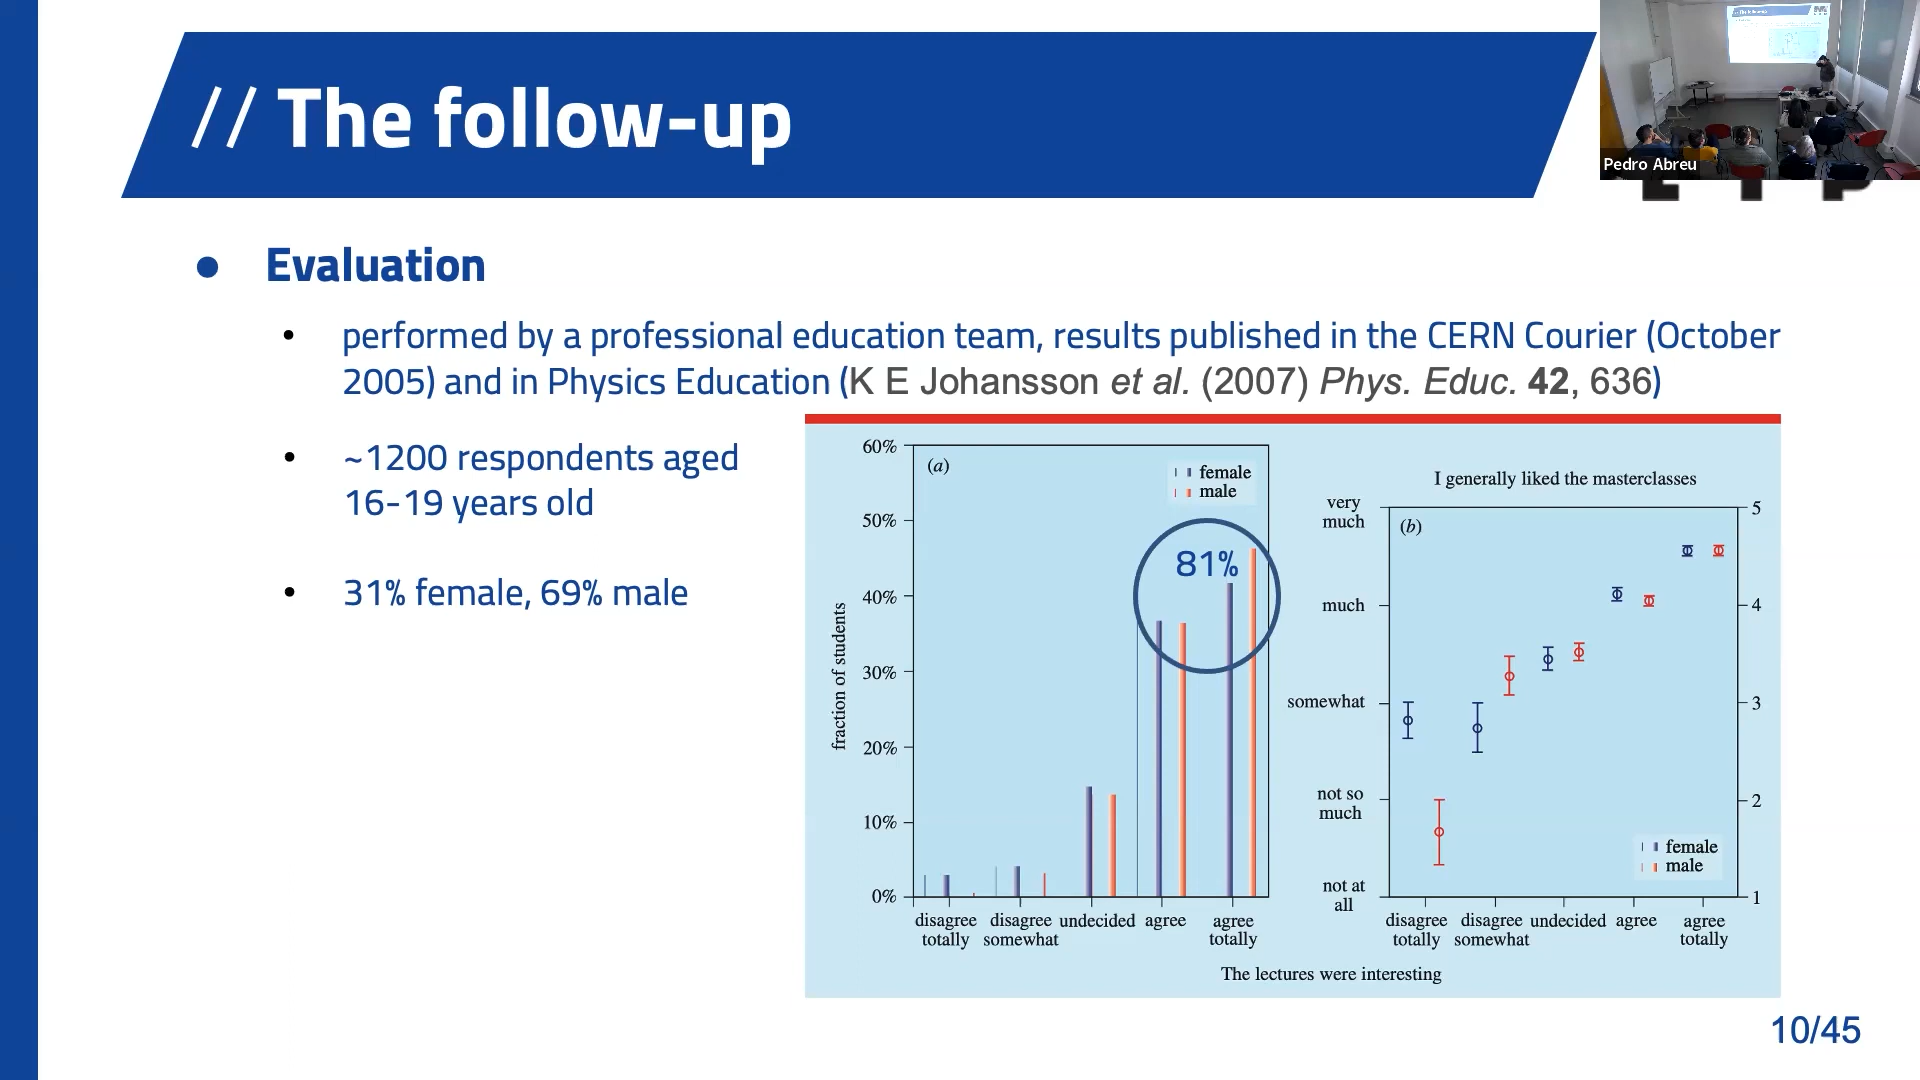 // The follow-up
Pedro Abreu
● Evaluation
• performed by a professional education team, results published in the CERN Courier (October
2005) and in Physics Education (K E Johansson et al. (2007) Phys. Educ. 42, 636)
• ~1200 respondents aged
16-19 years old
• 31% female, 69% male
60%
50%
40%
30%
20%
10%
0%
fraction of students
(a)
female
male
81%
disagree totally
disagree somewhat
undecided
agree
agree totally
I generally liked the masterclasses
very much
much
somewhat
not so much
not at all
(b)
5
4
3
2
1
female
male
disagree totally
disagree somewhat
undecided
agree
agree totally
The lectures were interesting
10/45